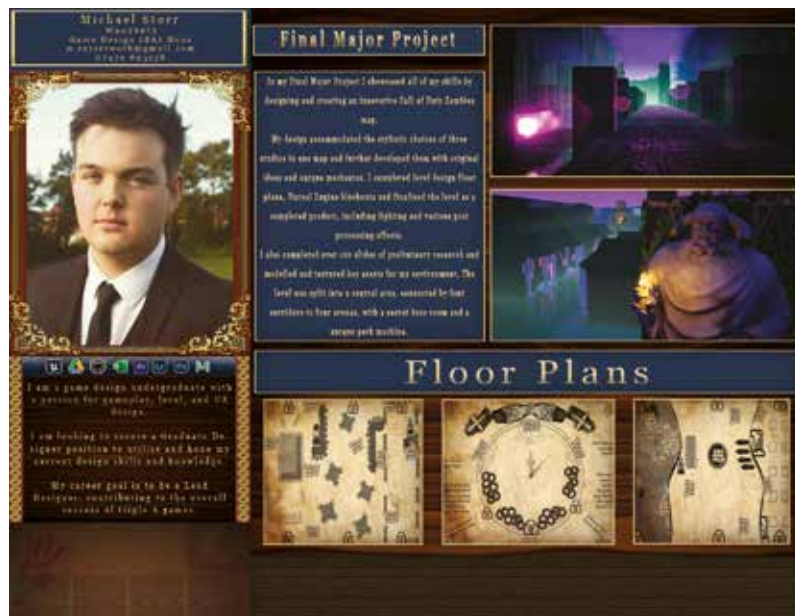 Michael Storr
Game Design (BA) Hons
Final Major Project
In my Final Major Project I showcased all of my skills by
designing and creating an innovative Call of Duty Zombies
map.
My design accommodated the stylistic choices of three
studios to one map and further developed them with original
ideas and unique mechanics. I completed level design floor
plans, Unreal Engine blockouts and finalised the level as a
completed product, including lighting and various post
processing effects.
I also completed over 100 slides of preliminary research and
modelled and textured key assets for my environment. The
level was split into a central area, connected by four
corridors to four arenas, with a secret boss room and a
unique perk machine.
Floor Plans
I am a game design undergraduate with
a passion for gameplay, level, and UX
design.
I am looking to secure a Graduate De-
signer position to utilise and hone my
current design skills and knowledge.
My career goal is to be a Lead
Designer, contributing to the overall
success of triple A games